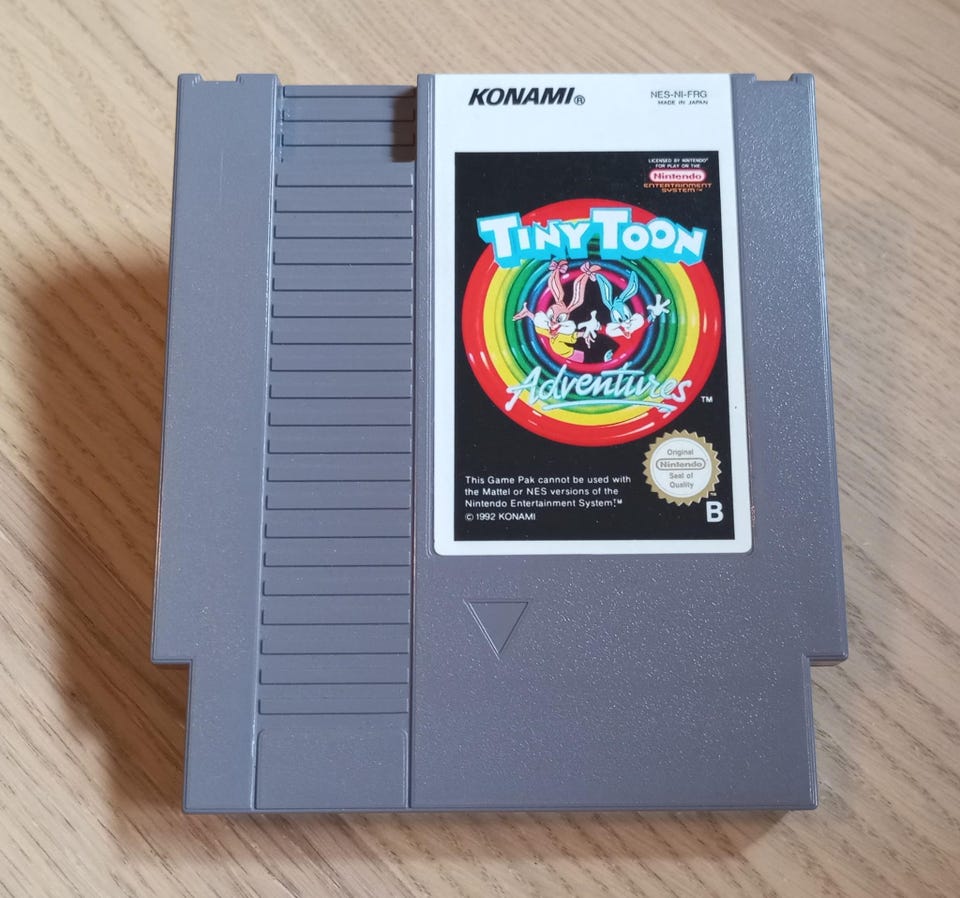 KONAMI®
NES-NI-FRG
MADE IN JAPAN
LICENSED BY NINTENDO®
FOR PLAY ON THE
Nintendo
ENTERTAINMENT
SYSTEM™
TINY TOON
Adventures ™
Original
Nintendo
Seal of
Quality
™
This Game Pak cannot be used with
the Mattel or NES versions of the
Nintendo Entertainment System.™
© 1992 KONAMI
B